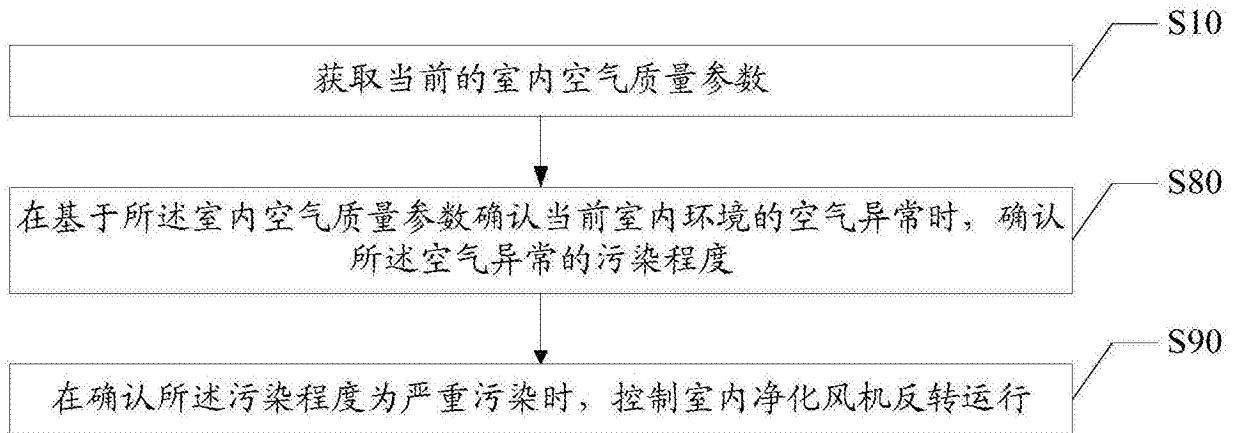 S10
获取当前的室内空气质量参数
S80
在基于所述室内空气质量参数确认当前室内环境的空气异常时，确认
所述空气异常的污染程度
S90
在确认所述污染程度为严重污染时，控制室内净化风机反转运行